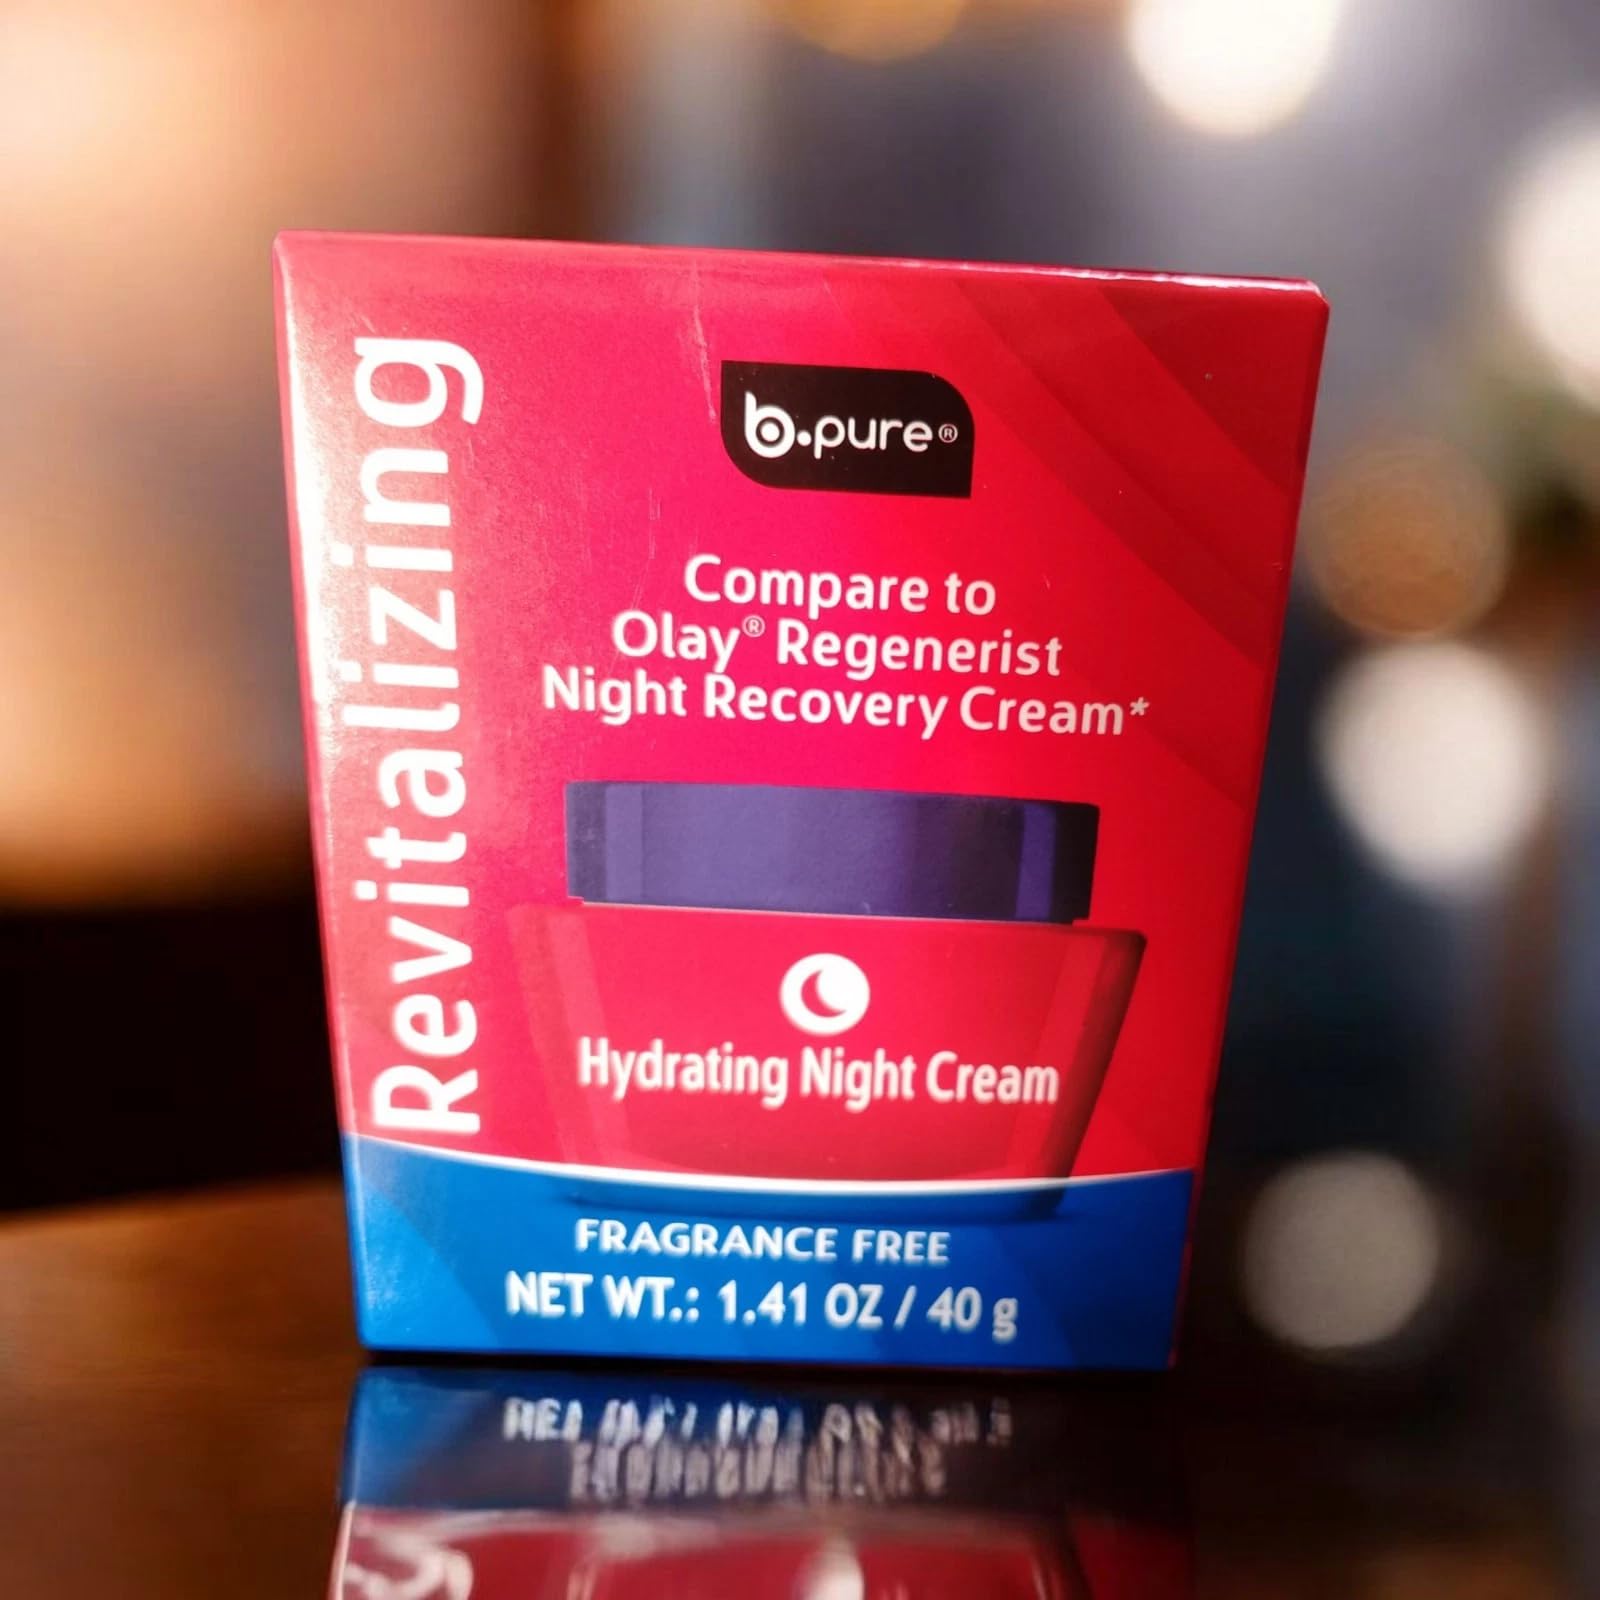 Revitalizing
b.pure®
Compare to
Olay® Regenerist
Night Recovery Cream*
Hydrating Night Cream
FRAGRANCE FREE
NET WT.: 1.41 OZ / 40 g